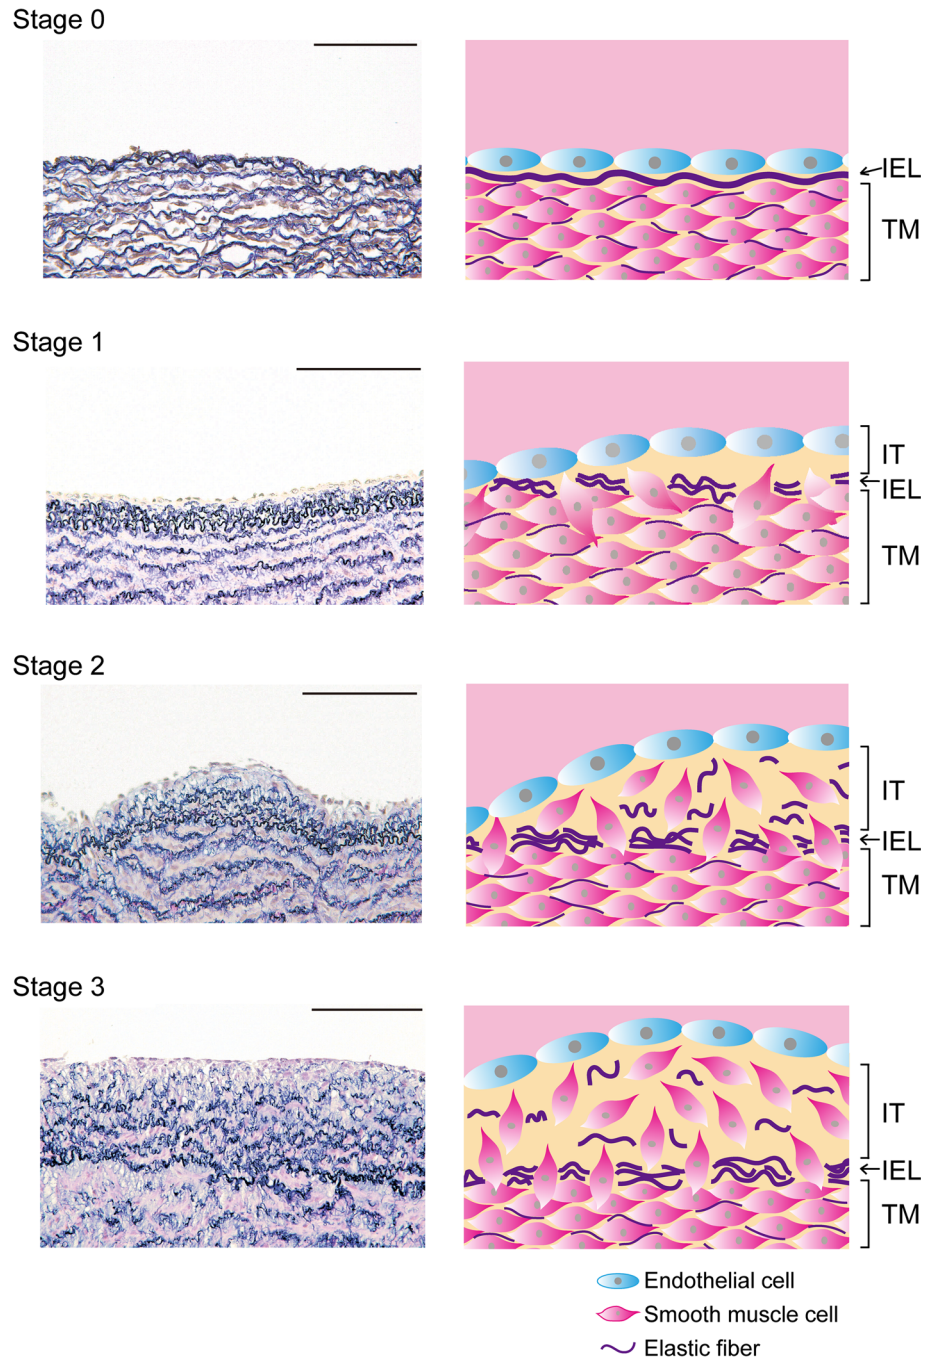 Stage 0
IEL
TM
Stage 1
IT
IEL
TM
Stage 2
IT
IEL
TM
Stage 3
IT
IEL
TM
Endothelial cell
Smooth muscle cell
Elastic fiber